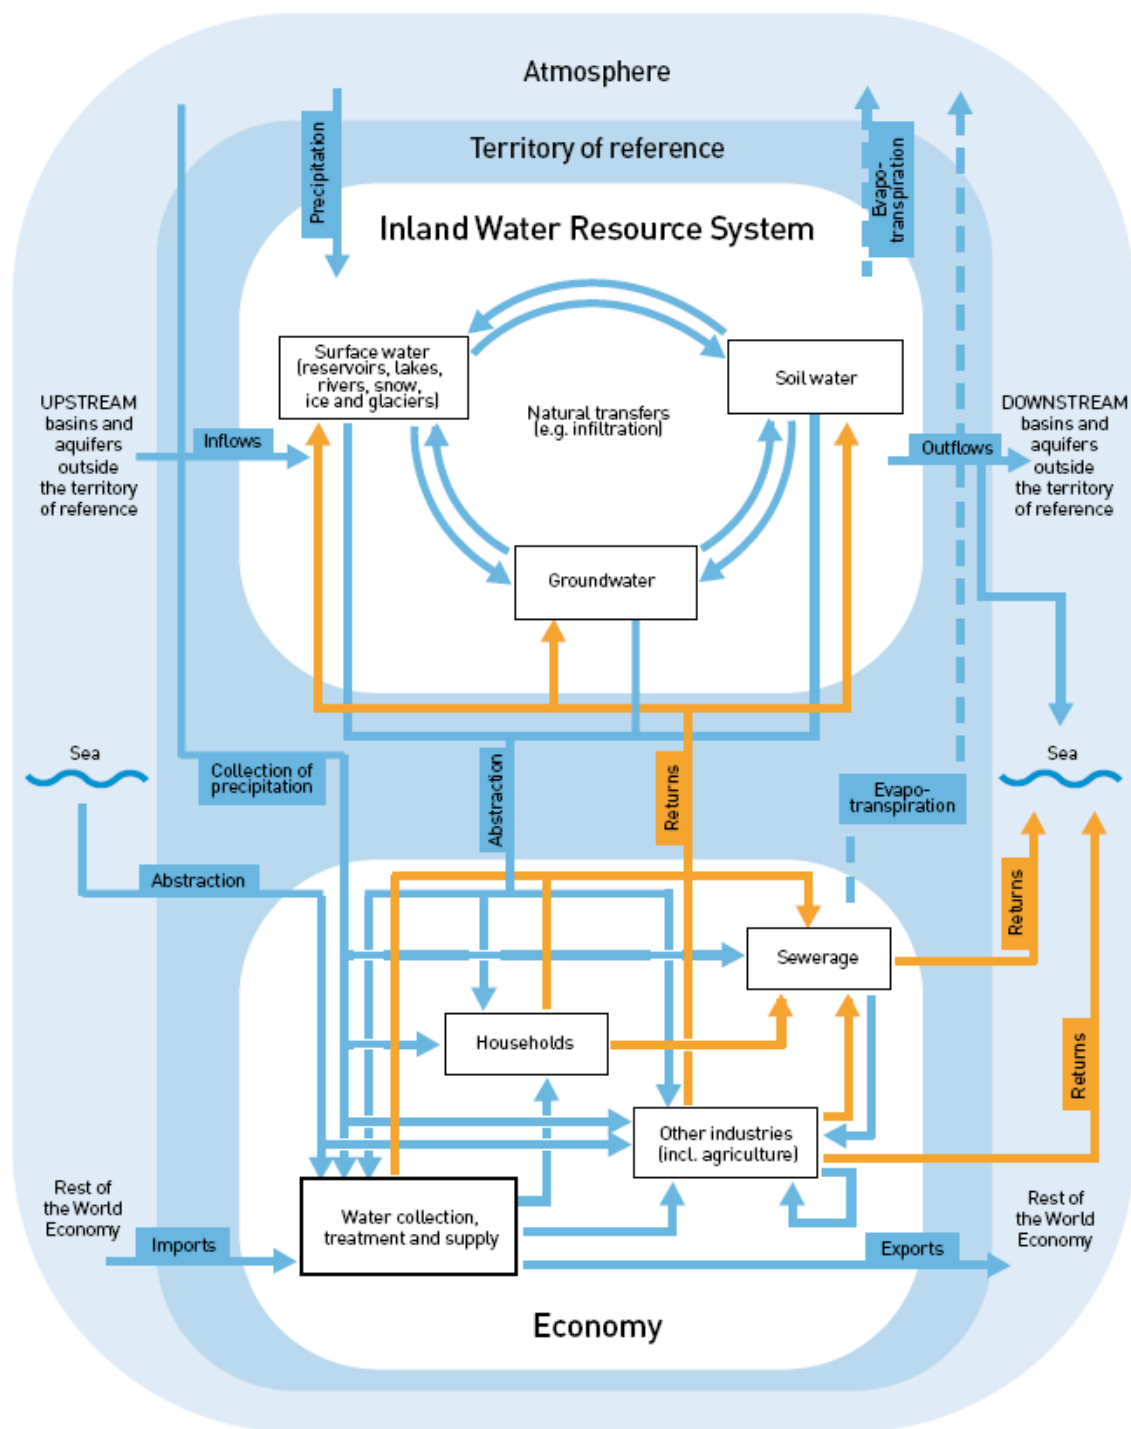 Atmosphere
Precipitation
Territory of reference
Evapo-
transpiration
Inland Water Resource System
Surface water
(reservoirs, lakes,
rivers, snow,
ice and glaciers)
Soil water
Natural transfers
(e.g. infiltration)
UPSTREAM
basins and
aquifers
outside
the territory
of reference
Inflows
Outflows
DOWNSTREAM
basins and
aquifers
outside
the territory
of reference
Groundwater
Sea
Collection of
precipitation
Abstraction
Returns
Evapo-
transpiration
Sea
Abstraction
Returns
Sewerage
Households
Returns
Other industries
(incl. agriculture)
Rest of
the World
Economy
Imports
Water collection,
treatment and supply
Exports
Rest of
the World
Economy
Economy